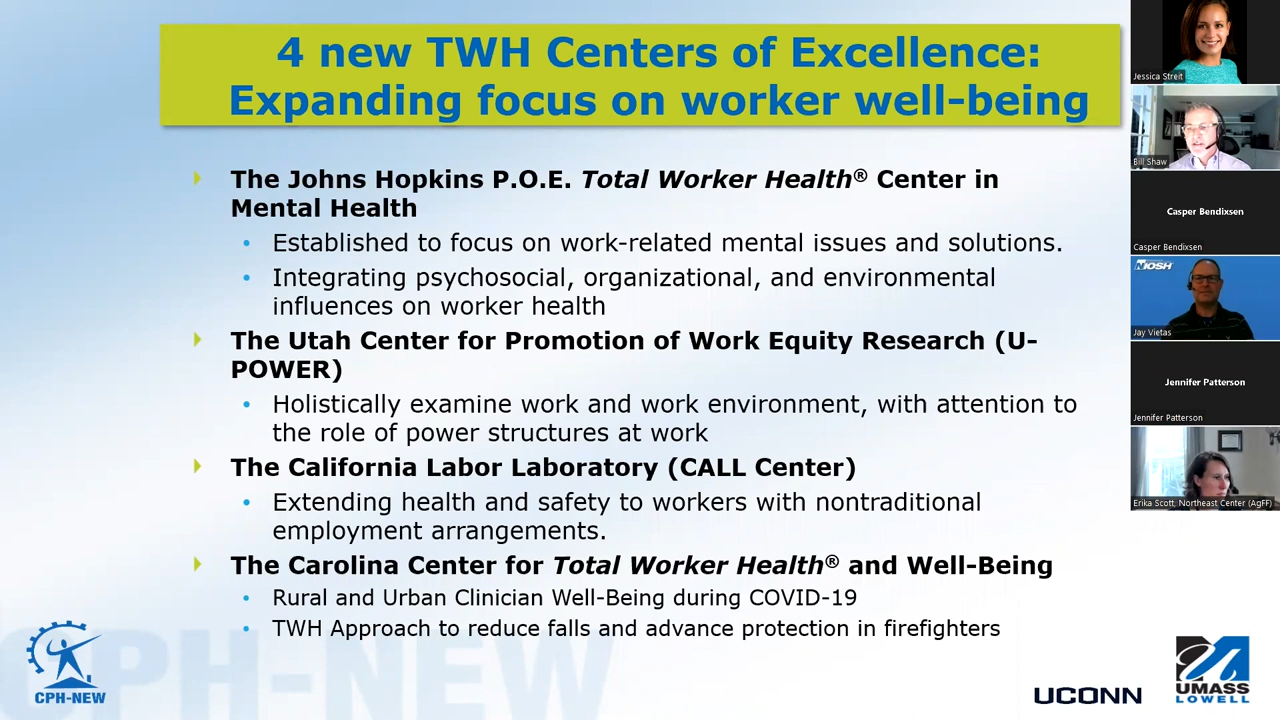 4 new TWH Centers of Excellence:
Expanding focus on worker well-being
The Johns Hopkins P.O.E. Total Worker Health® Center in
Mental Health
• Established to focus on work-related mental issues and solutions.
• Integrating psychosocial, organizational, and environmental
influences on worker health
The Utah Center for Promotion of Work Equity Research (U-
POWER)
• Holistically examine work and work environment, with attention to
the role of power structures at work
The California Labor Laboratory (CALL Center)
• Extending health and safety to workers with nontraditional
employment arrangements.
The Carolina Center for Total Worker Health® and Well-Being
• Rural and Urban Clinician Well-Being during COVID-19
• TWH Approach to reduce falls and advance protection in firefighters
CPH-NEW
CPH-NEW
UCONN
UMASS
LOWELL
Jessica Streit
Bill Shaw
Casper Bendixsen
Casper Bendixsen
NIOSH
Jay Vietas
Jennifer Patterson
Jennifer Patterson
Erika Scott, Northeast Center (AgFF)